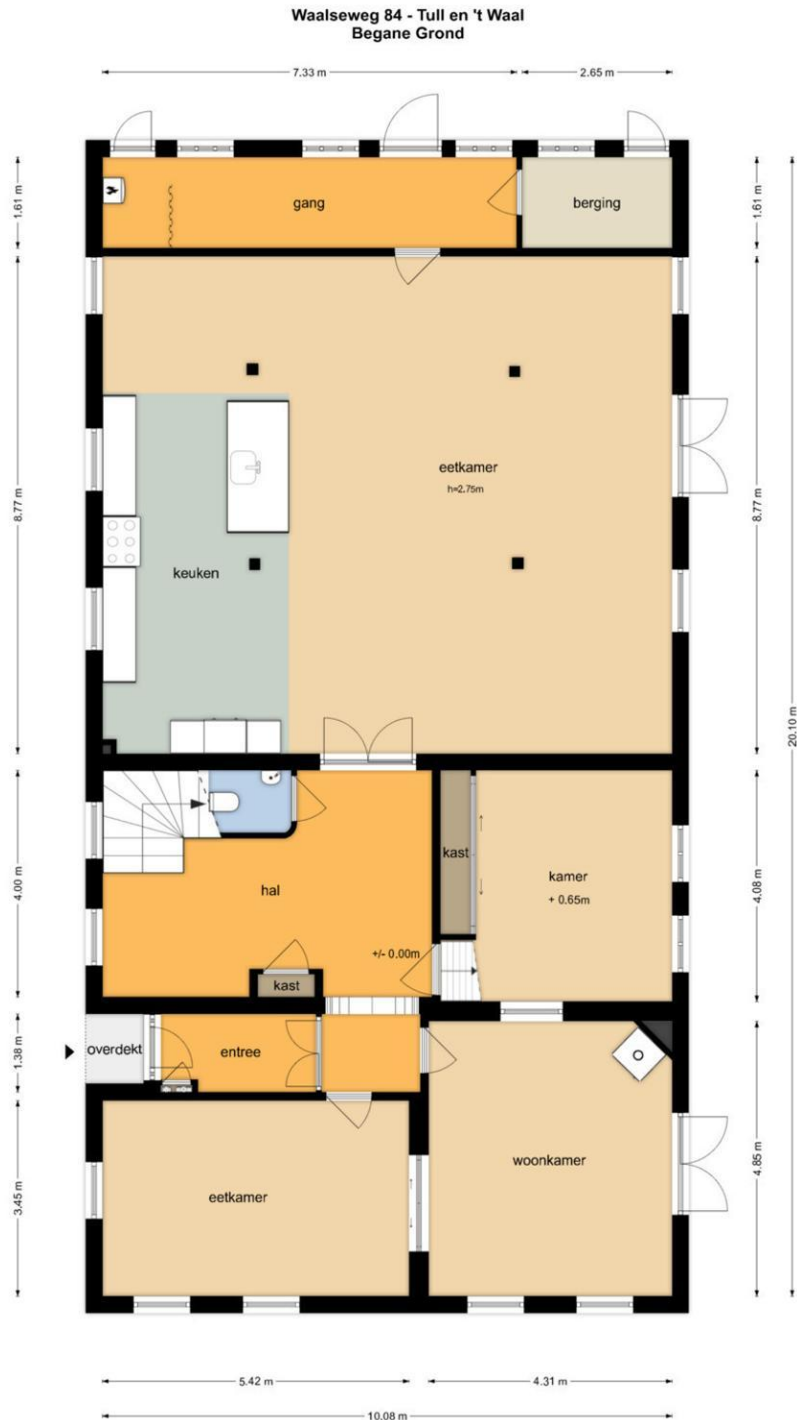 Waalseweg 84 - Tull en 't Waal
Begane Grond
7.33 m
2.65 m
1.61 m
gang
berging
1.61 m
8.77 m
eetkamer
h=2.75m
8.77 m
keuken
20.10 m
4.00 m
hal
kast
kamer
+ 0.65m
4.08 m
+/- 0.00m
kast
1.38 m
overdekt
entree
3.45 m
eetkamer
woonkamer
4.85 m
5.42 m
4.31 m
10.08 m